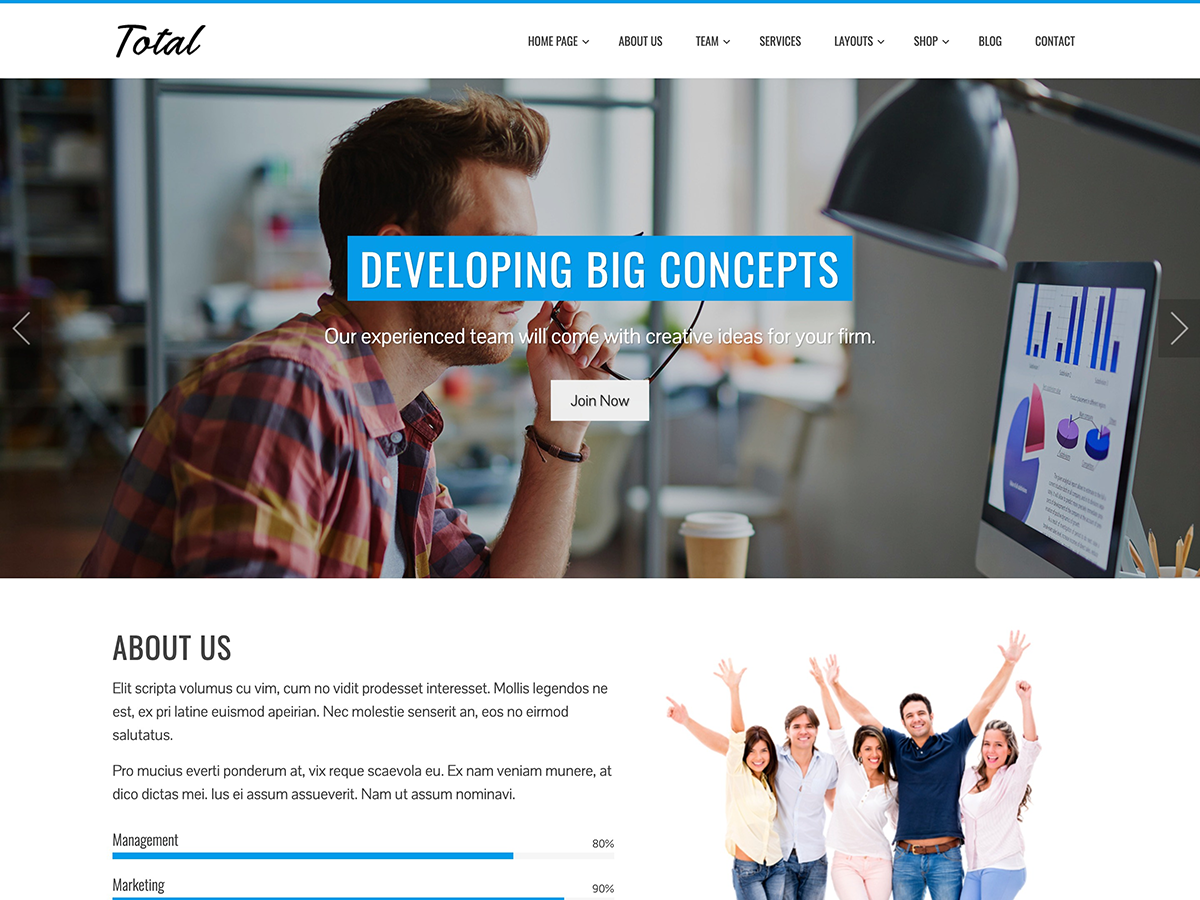 Total
HOME PAGE
ABOUT US
TEAM
SERVICES
LAYOUTS
SHOP
BLOG
CONTACT
DEVELOPING BIG CONCEPTS
Our experienced team will come with creative ideas for your firm.
Join Now
ABOUT US
Elit scripta volumus cu vim, cum no vidit prodesset interesset. Mollis legendos ne
est, ex pri latine euismod apeirian. Nec molestie senserit an, eos no eirmod
salutatus.
Pro mucius everti ponderum at, vix reque scaevola eu. Ex nam veniam munere, at
dico dictas mei. Ius ei assum assueverit. Nam ut assum nominavi.
Management 80%
Marketing 90%